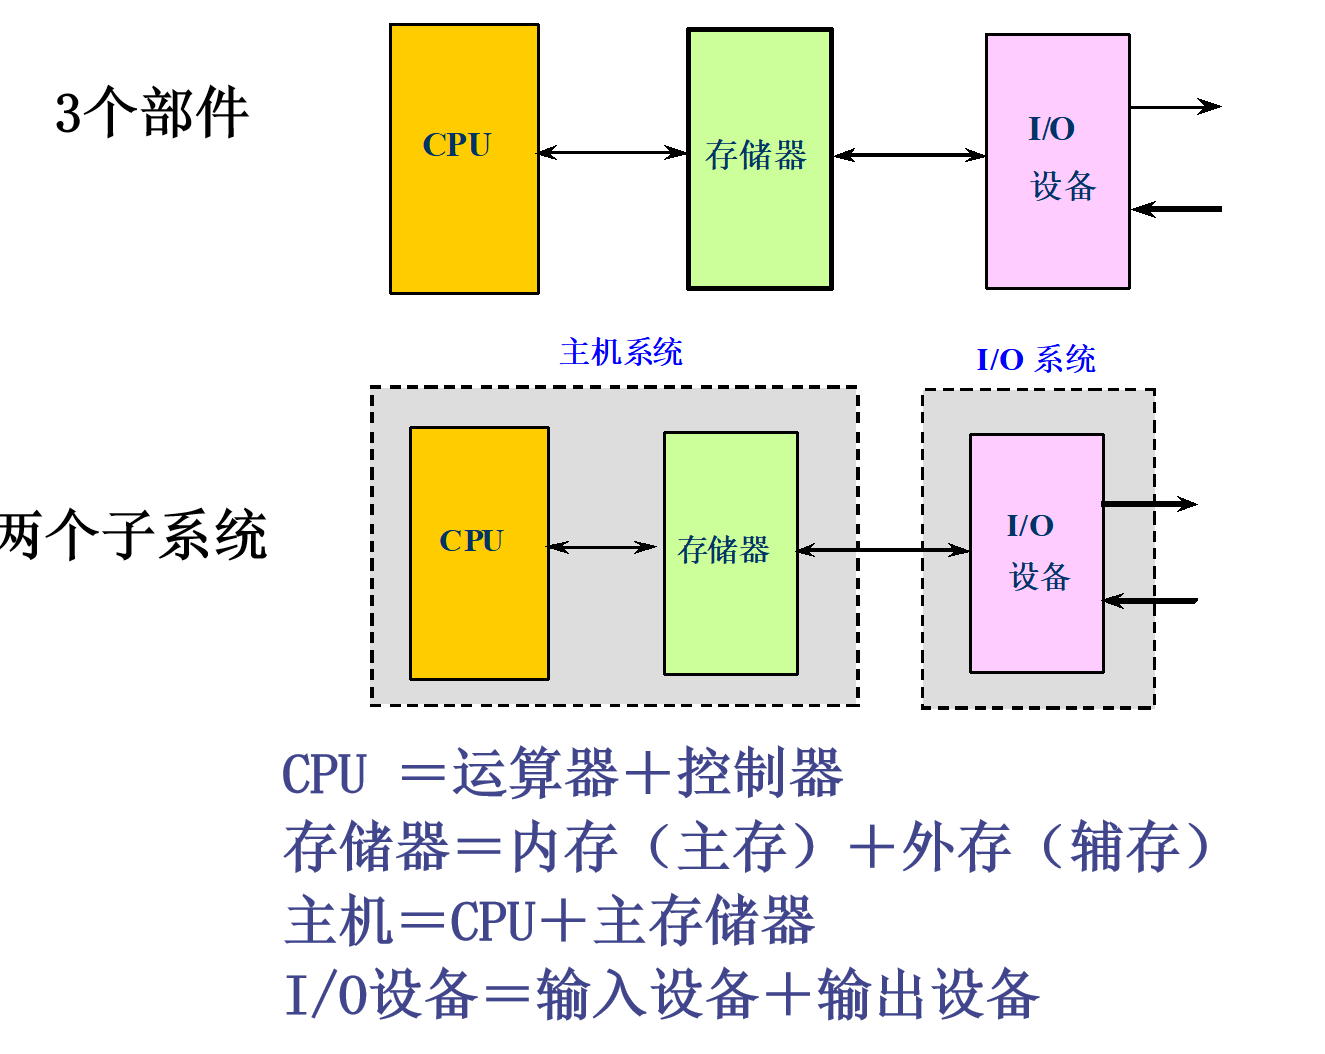 3个部件
CPU
存储器
I/O
设备
主机系统
I/O 系统
两个子系统
CPU
存储器
I/O
设备
CPU ＝运算器＋控制器
存储器＝内存（主存）＋外存（辅存）
主机＝CPU＋主存储器
I/O设备＝输入设备＋输出设备